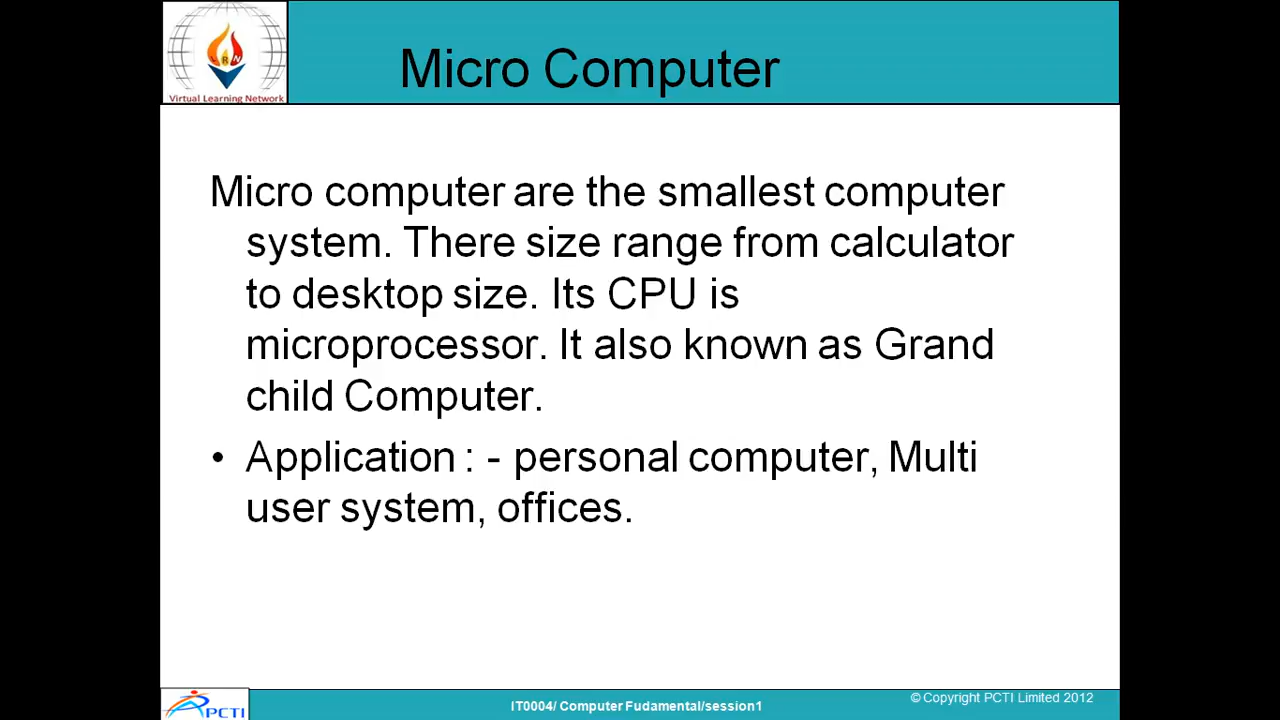 LRN
Virtual Learning Network
Micro Computer
Micro computer are the smallest computer
system. There size range from calculator
to desktop size. Its CPU is
microprocessor. It also known as Grand
child Computer.
• Application : - personal computer, Multi
user system, offices.
PCTI
IT0004/ Computer Fudamental/session1
© Copyright PCTI Limited 2012